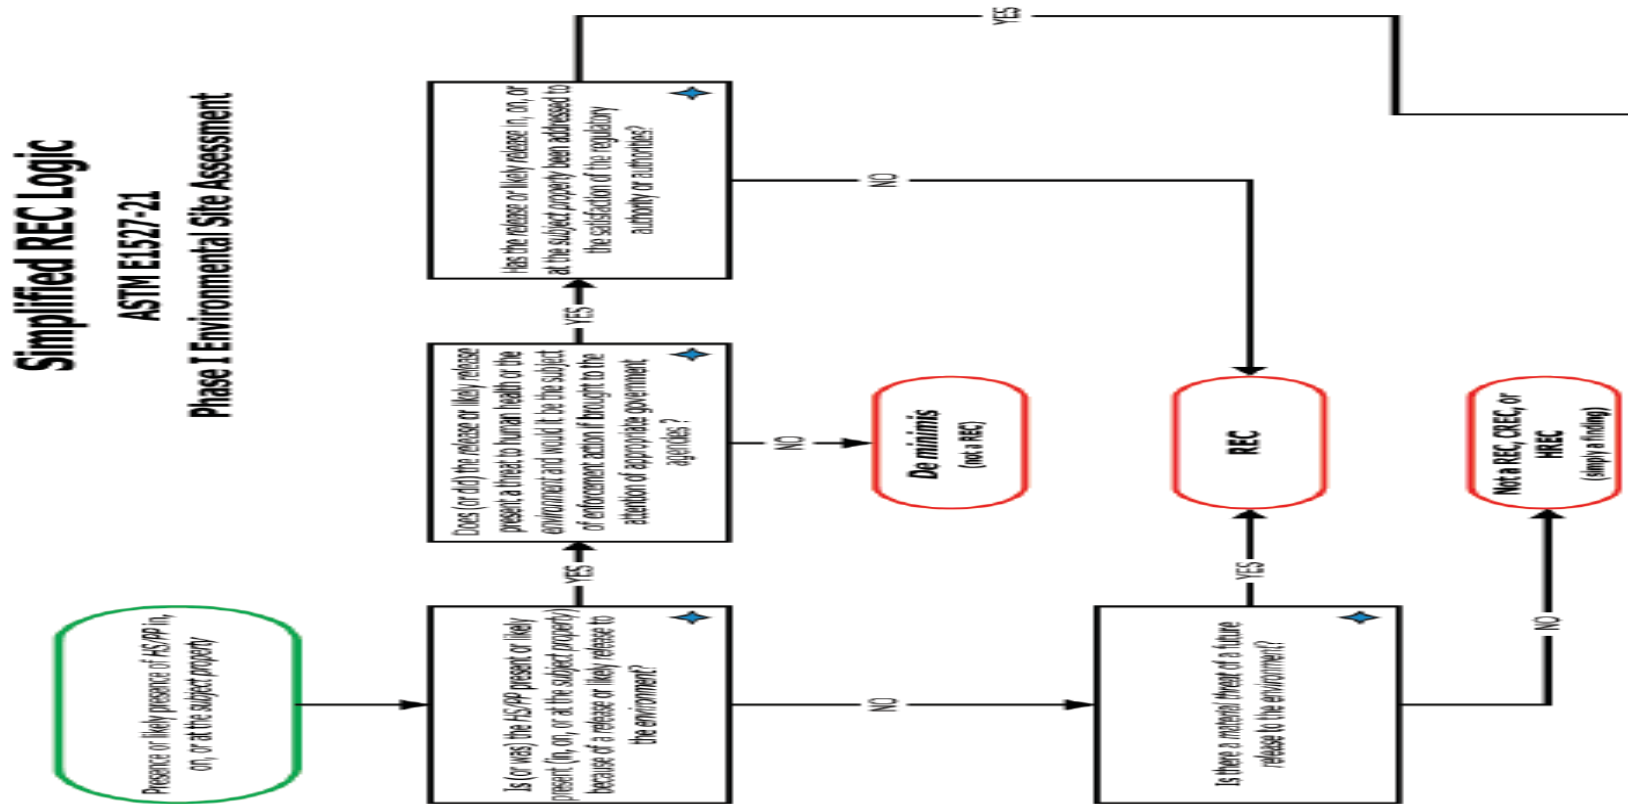 Simplified REC Logic
ASTM E1527-21
Phase I Environmental Site Assessment
Presence or likely presence of HS/PP in,
on, or at the subject property
Is (or was) the HS/PP present or likely
present (in, on, or at the subject property)
because of a release or likely release to
the environment?
YES
Does (or did) the release or likely release
present a threat to human health or the
environment and would it be the subject
of enforcement action if brought to the
attention of appropriate government
agencies ?
YES
Has the release or likely release in, on, or
at the subject property been addressed to
the satisfaction of the regulatory
authority or authorities?
YES
NO
De minimis
(not a REC)
NO
NO
Is there a material threat of a future
release to the environment?
YES
REC
NO
Not a REC, CREC, or
HREC
(simply a finding)